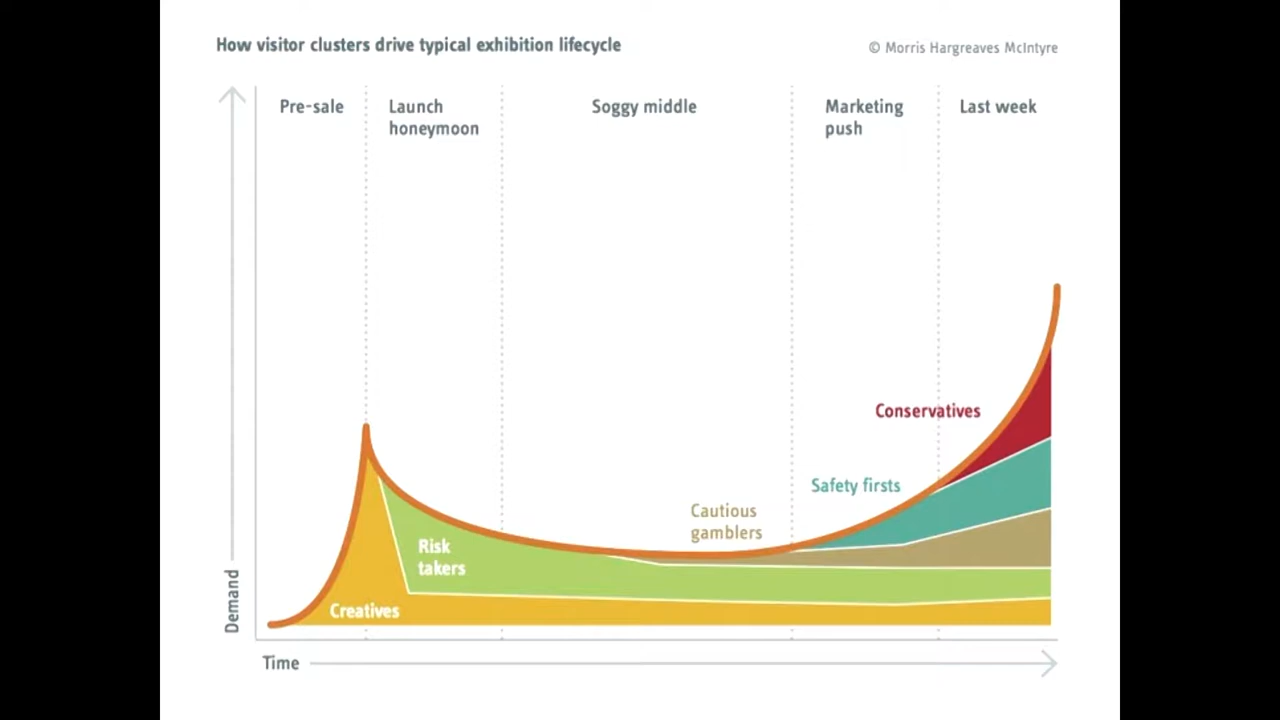 How visitor clusters drive typical exhibition lifecycle
© Morris Hargreaves McIntyre
Pre-sale
Launch
honeymoon
Soggy middle
Marketing
push
Last week
Conservatives
Safety firsts
Cautious
gamblers
Risk
takers
Creatives
Demand
Time